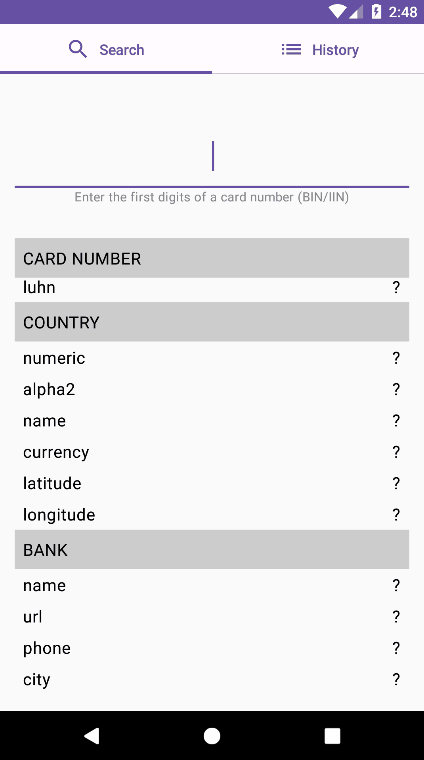 2:48
Search
History
Enter the first digits of a card number (BIN/IIN)
CARD NUMBER
luhn ?
COUNTRY
numeric ?
alpha2 ?
name ?
currency ?
latitude ?
longitude ?
BANK
name ?
url ?
phone ?
city ?